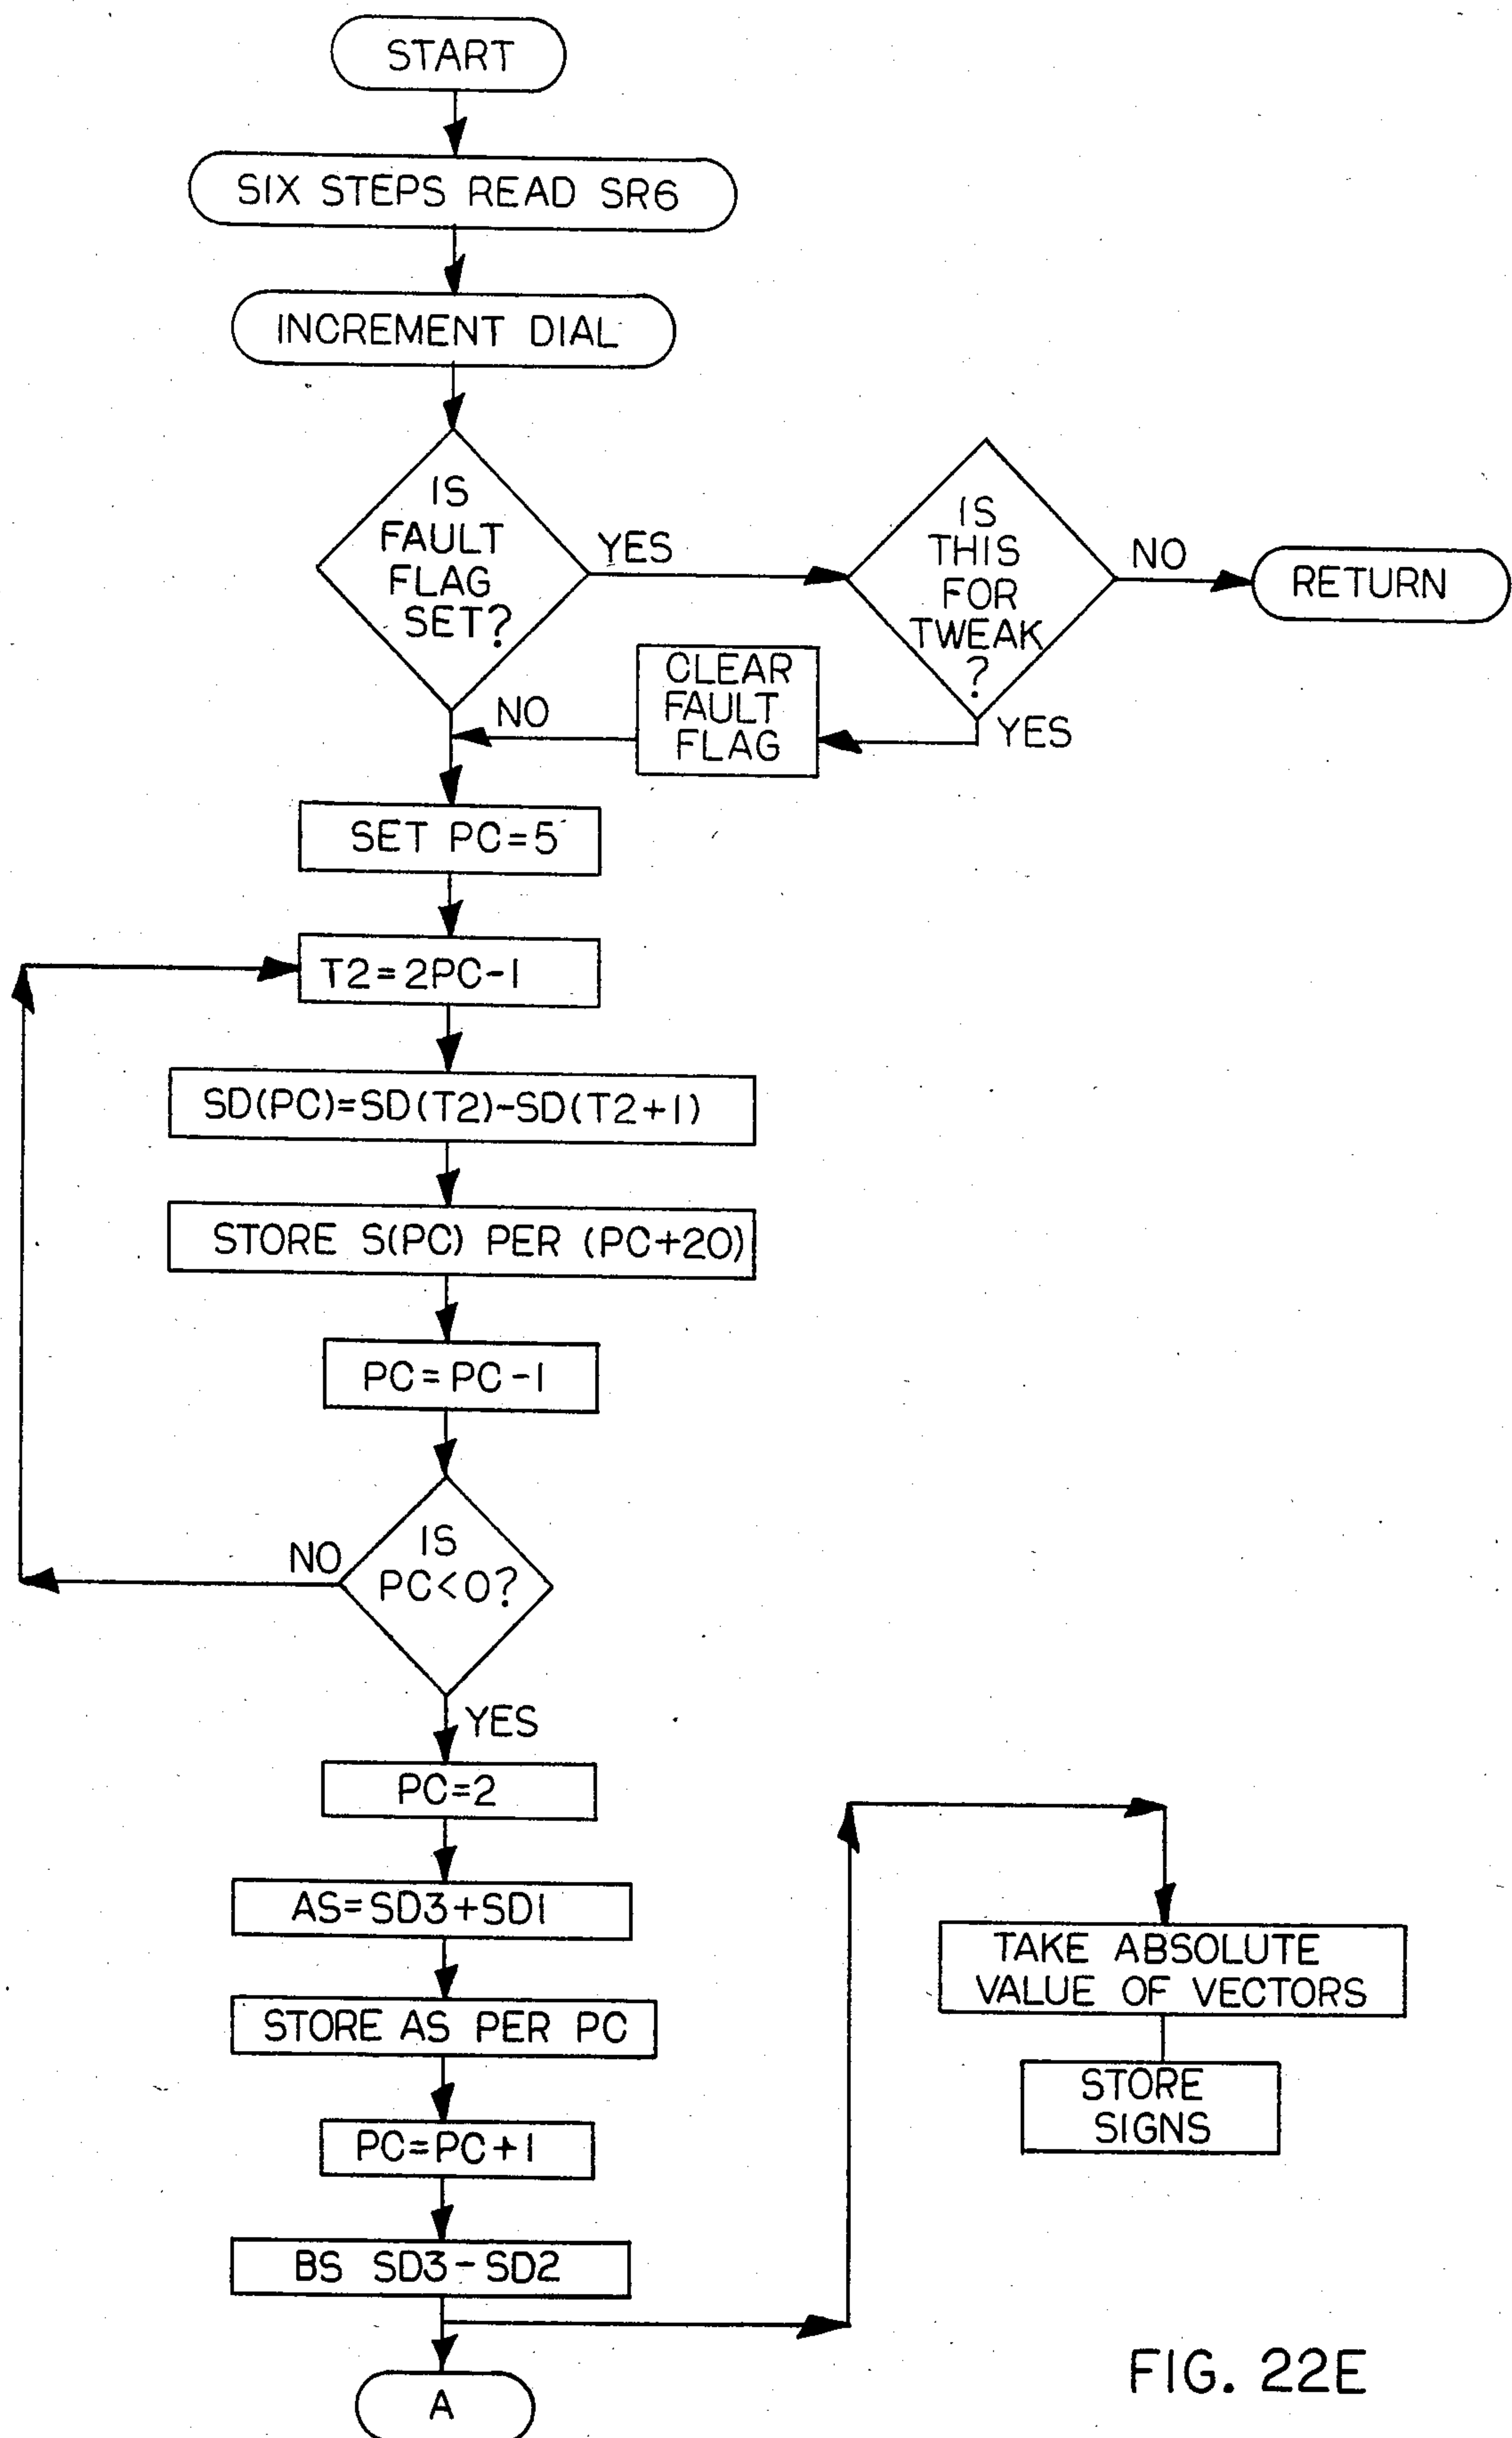 START
SIX STEPS READ SR6
INCREMENT DIAL
IS
FAULT
FLAG
SET?
YES
IS
THIS
FOR
TWEAK
?
NO
RETURN
YES
CLEAR
FAULT
FLAG
NO
SET PC=5
T2=2PC-1
SD(PC)=SD(T2)-SD(T2+1)
STORE S(PC) PER (PC+20)
PC=PC-1
IS
PC<0?
NO
YES
PC=2
AS=SD3+SD1
STORE AS PER PC
PC=PC+1
BS SD3-SD2
A
TAKE ABSOLUTE
VALUE OF VECTORS
STORE
SIGNS
FIG. 22E